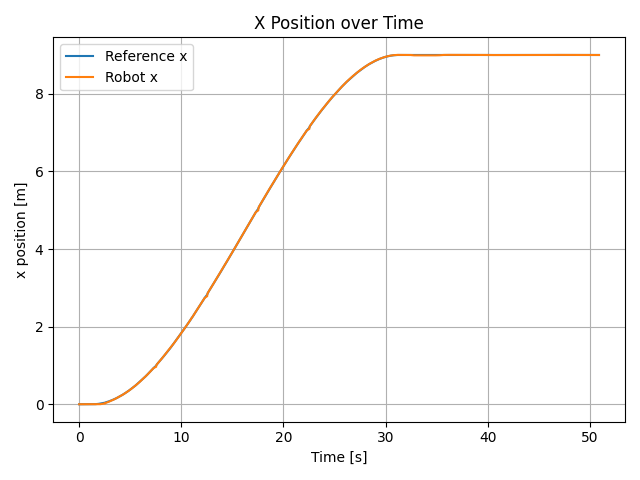 X Position over Time
Reference x
Robot x
x position [m]
8
6
4
2
0
0 10 20 30 40 50
Time [s]